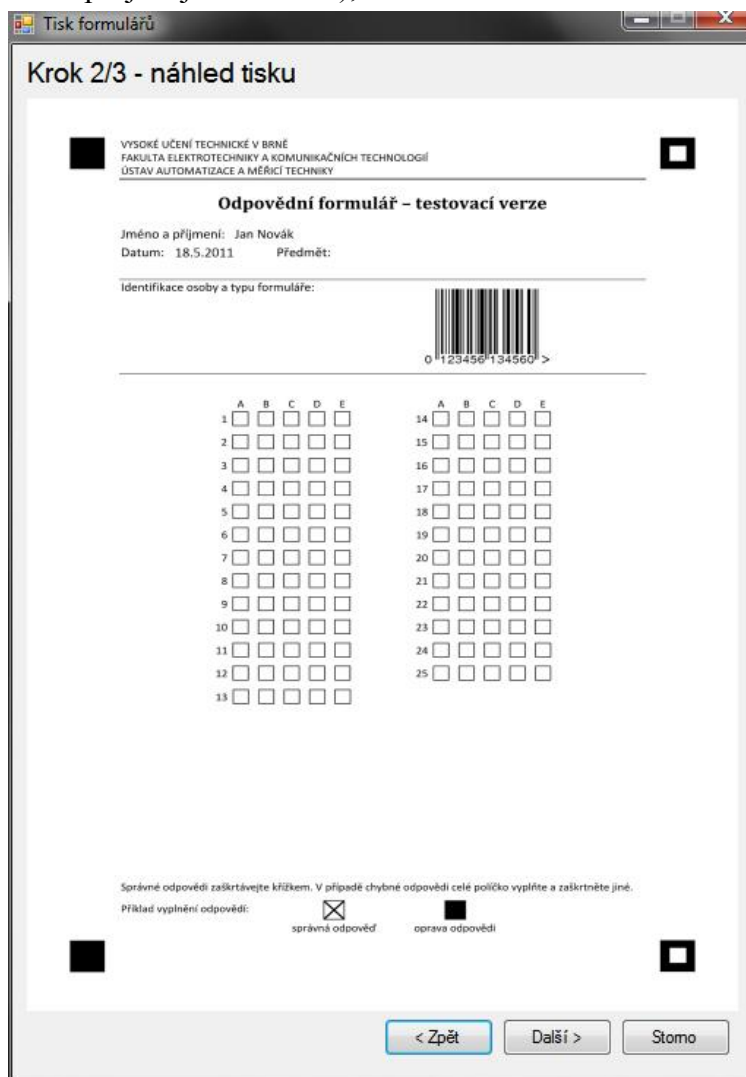 Tisk formulářů
Krok 2/3 - náhled tisku
VYSOKÉ UČENÍ TECHNICKÉ V BRNĚ
FAKULTA ELEKTROTECHNIKY A KOMUNIKAČNÍCH TECHNOLOGIÍ
ÚSTAV AUTOMATIZACE A MĚŘICÍ TECHNIKY
Odpovědní formulář – testovací verze
Jméno a příjmení: Jan Novák
Datum: 18.5.2011 Předmět:
Identifikace osoby a typu formuláře:
0 123456 134560 >
A B C D E A B C D E
1 14
2 15
3 16
4 17
5 18
6 19
7 20
8 21
9 22
10 23
11 24
12 25
13
Správné odpovědi zaškrtávejte křížkem. V případě chybné odpovědi celé políčko vyplňte a zaškrtněte jiné.
Příklad vyplnění odpovědí:
správná odpověď oprava odpovědi
< Zpět Další > Storno